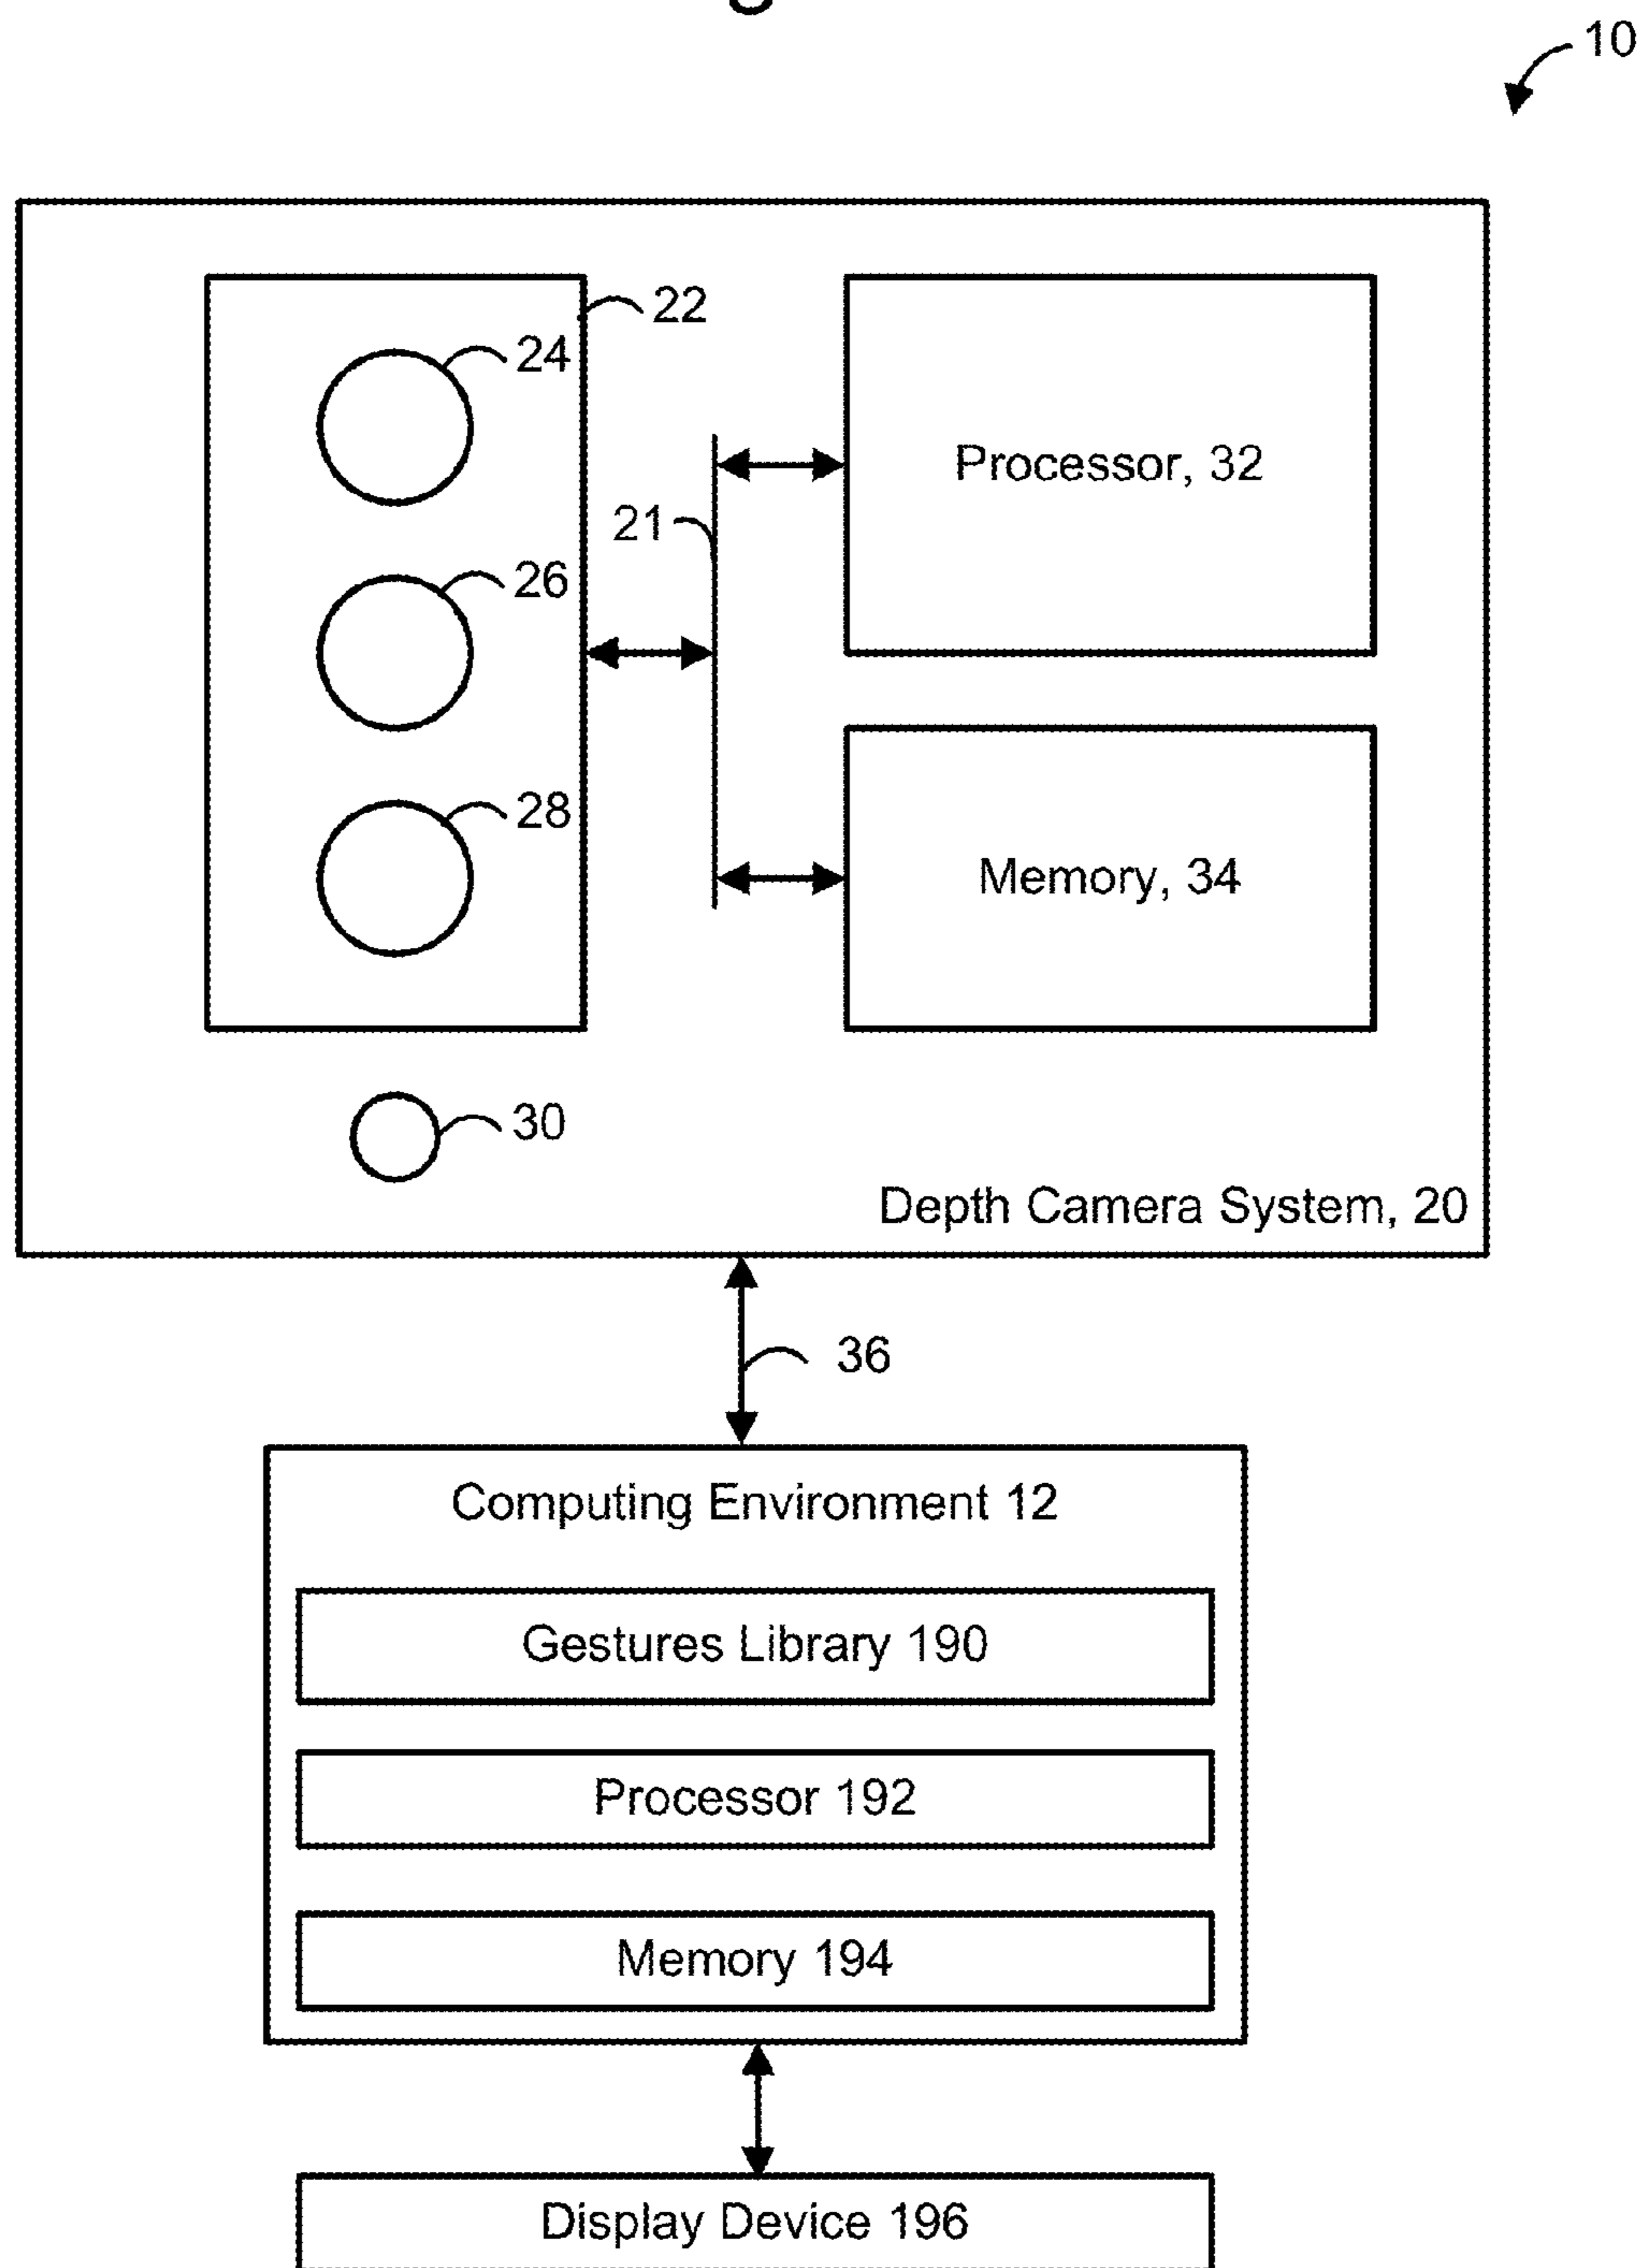 10
22
24
Processor, 32
21
26
28
Memory, 34
30
Depth Camera System, 20
36
Computing Environment 12
Gestures Library 190
Processor 192
Memory 194
Display Device 196